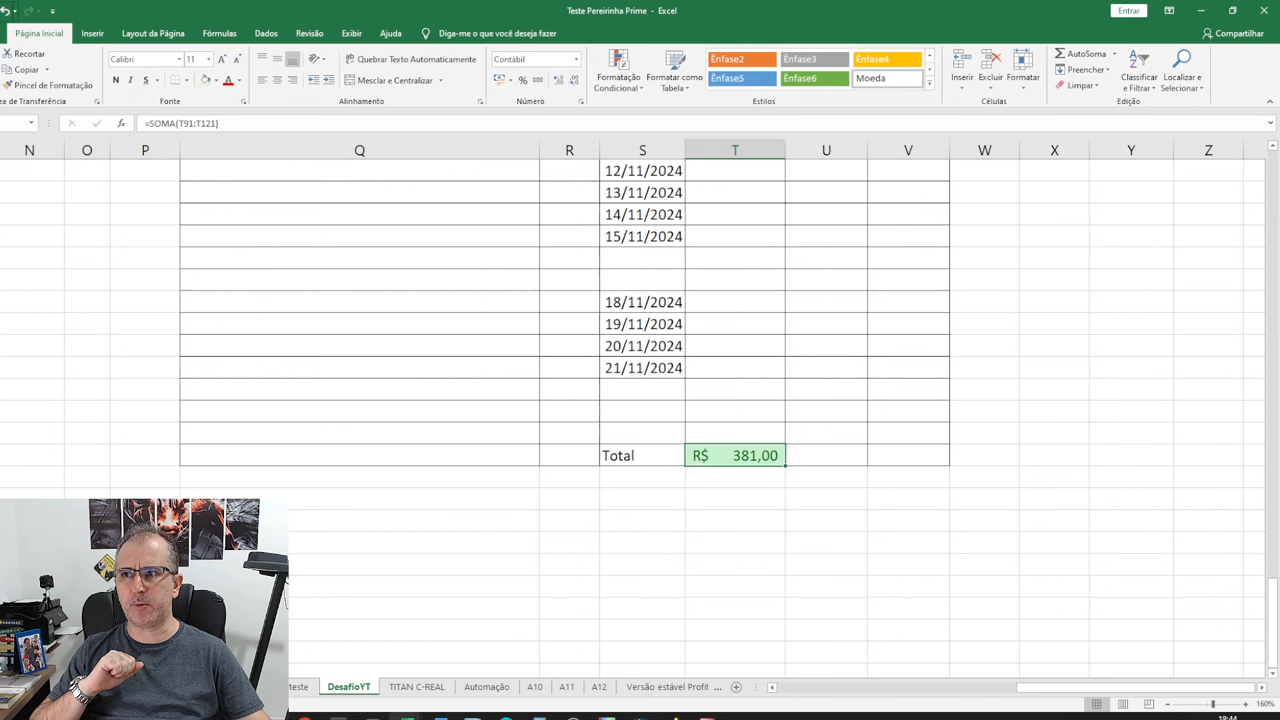 Teste Pereirinha Prime - Excel
Entrar
Página Inicial Inserir Layout da Página Fórmulas Dados Revisão Exibir Ajuda Diga-me o que você deseja fazer Compartilhar
Recortar
Copiar
Pincel de Formatação
Calibri 11
N I S
Quebrar Texto Automaticamente
Mesclar e Centralizar
Contábil
% 000
Formatação Condicional
Formatar como Tabela
Ênfase2 Ênfase3 Ênfase4
Ênfase5 Ênfase6 Moeda
Inserir Excluir Formatar
AutoSoma
Preencher
Limpar
Classificar e Filtrar
Localizar e Selecionar
a de Transferência Fonte Alinhamento Número Estilos Células Edição
fx =SOMA(T91:T121)
N O P Q R S T U V W X Y Z
12/11/2024
13/11/2024
14/11/2024
15/11/2024
18/11/2024
19/11/2024
20/11/2024
21/11/2024
Total R$ 381,00
teste DesafioYT TITAN C-REAL Automação A10 A11 A12 Versão estável Profit
160%